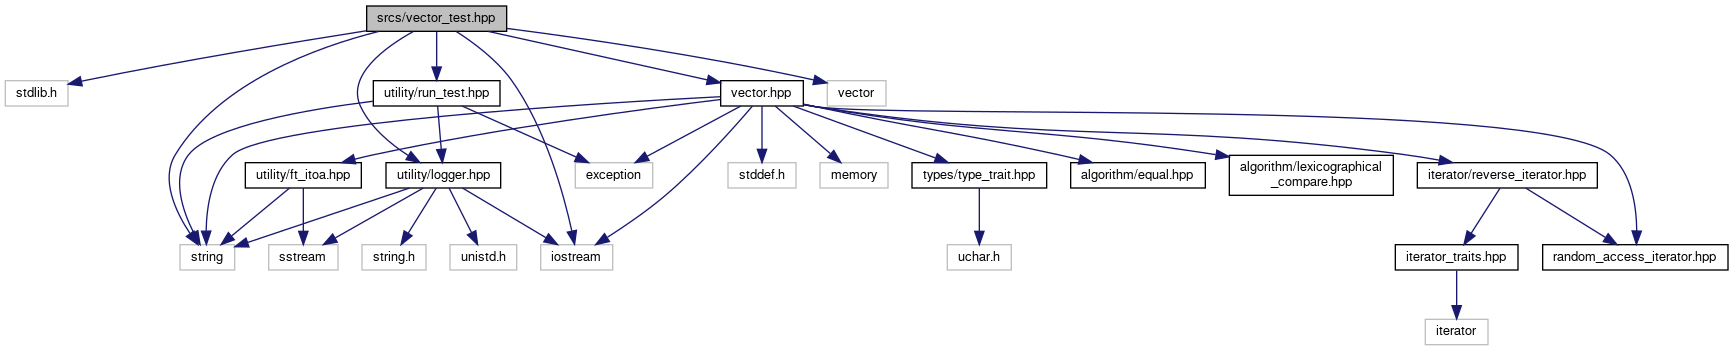 srcs/vector_test.hpp
stdlib.h
utility/run_test.hpp
vector.hpp
vector
utility/ft_itoa.hpp
utility/logger.hpp
exception
stddef.h
memory
types/type_trait.hpp
algorithm/equal.hpp
algorithm/lexicographical
_compare.hpp
iterator/reverse_iterator.hpp
string
sstream
string.h
unistd.h
iostream
uchar.h
iterator_traits.hpp
random_access_iterator.hpp
iterator